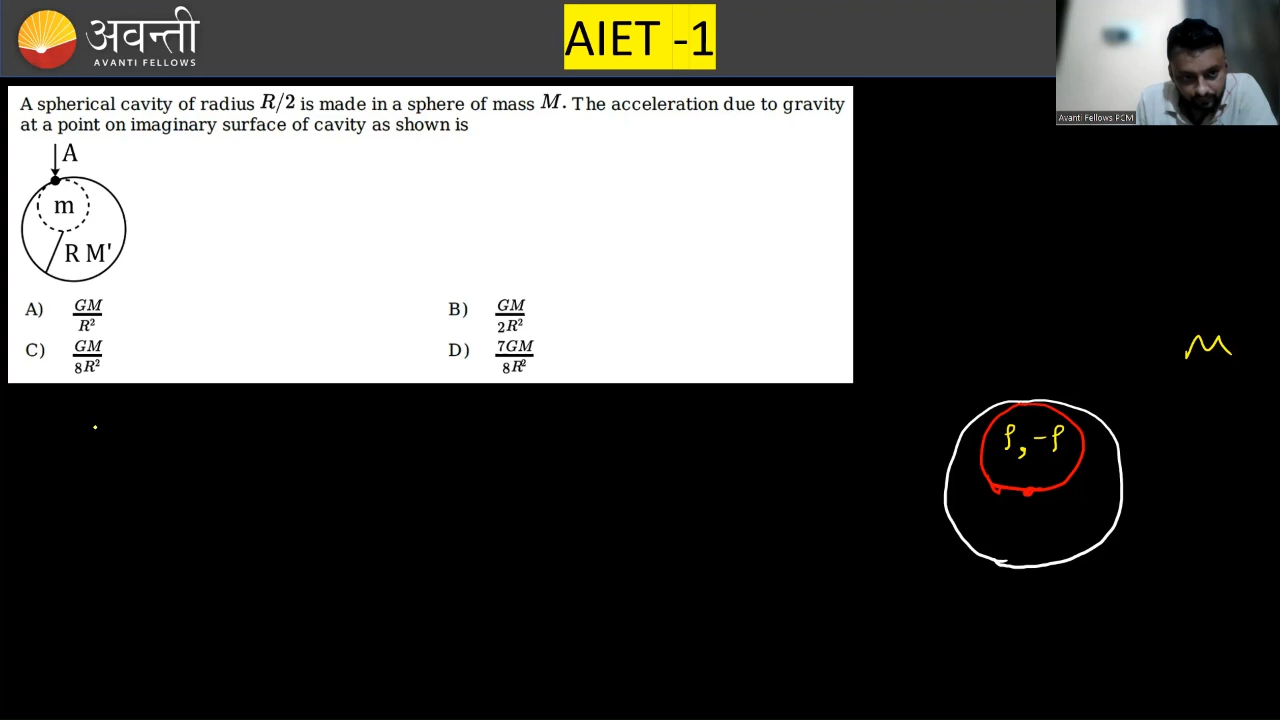 अवन्ती
AVANTI FELLOWS
AIET -1
Avanti Fellows PCM
A spherical cavity of radius R/2 is made in a sphere of mass M. The acceleration due to gravity
at a point on imaginary surface of cavity as shown is
A
m
R M'
A) GM/R² B) GM/2R²
C) GM/8R² D) 7GM/8R²
M
ρ, -ρ